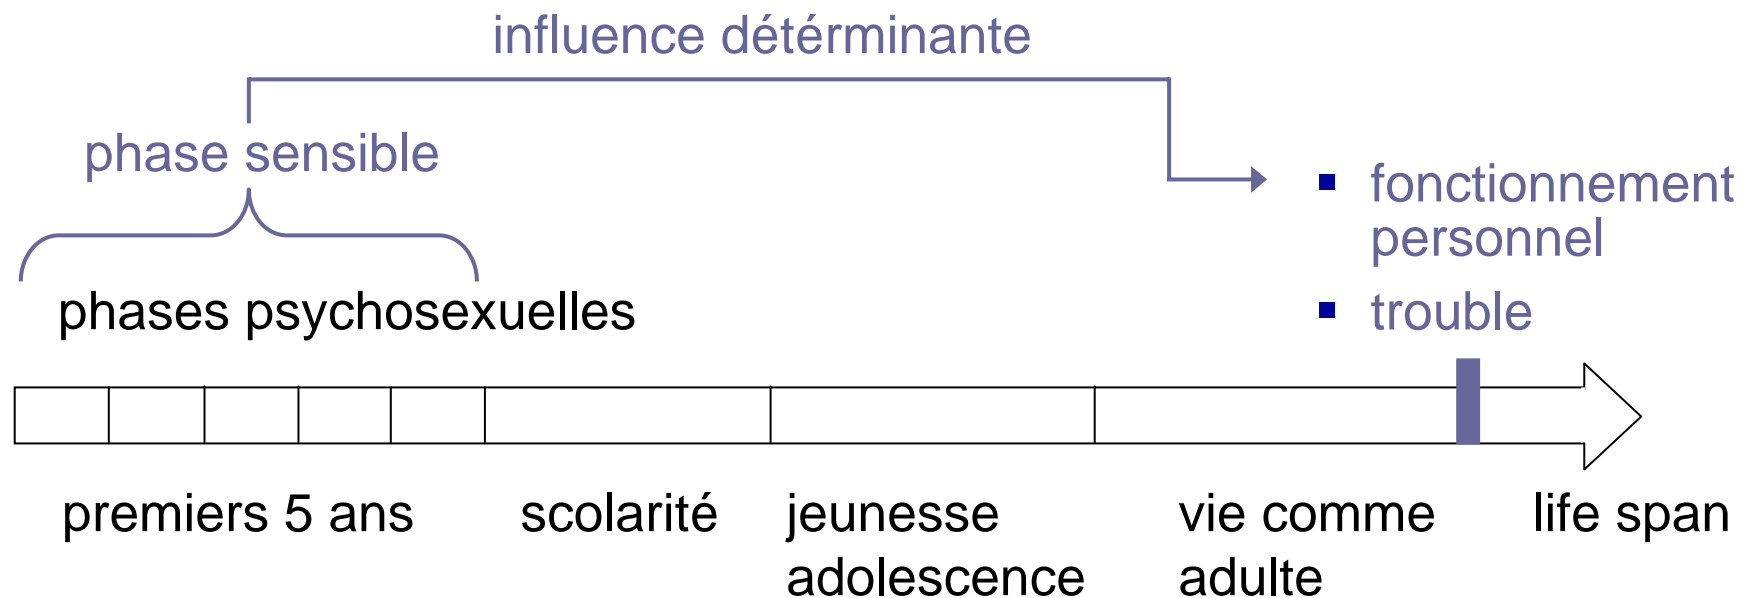 influence détérminante
phase sensible
fonctionnement
personnel
phases psychosexuelles
trouble
premiers 5 ans
scolarité
jeunesse
adolescence
vie comme
adulte
life span